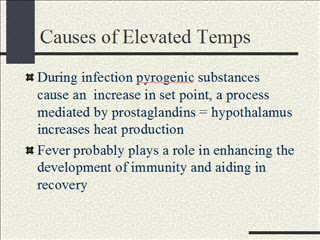 Causes of Elevated Temps
During infection pyrogenic substances
cause an  increase in set point, a process
mediated by prostaglandins = hypothalamus
increases heat production
Fever probably plays a role in enhancing the
development of immunity and aiding in
recovery